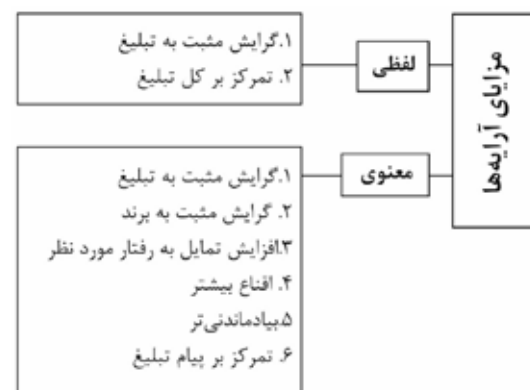 مزایای آرایه‌ها
لفظی
۱.گرایش مثبت به تبلیغ
۲. تمرکز بر کل تبلیغ
معنوی
۱.گرایش مثبت به تبلیغ
۲. گرایش مثبت به برند
۳.افزایش تمایل به رفتار مورد نظر
۴. اقناع بیشتر
۵.بیادماندنی‌تر
۶. تمرکز بر پیام تبلیغ